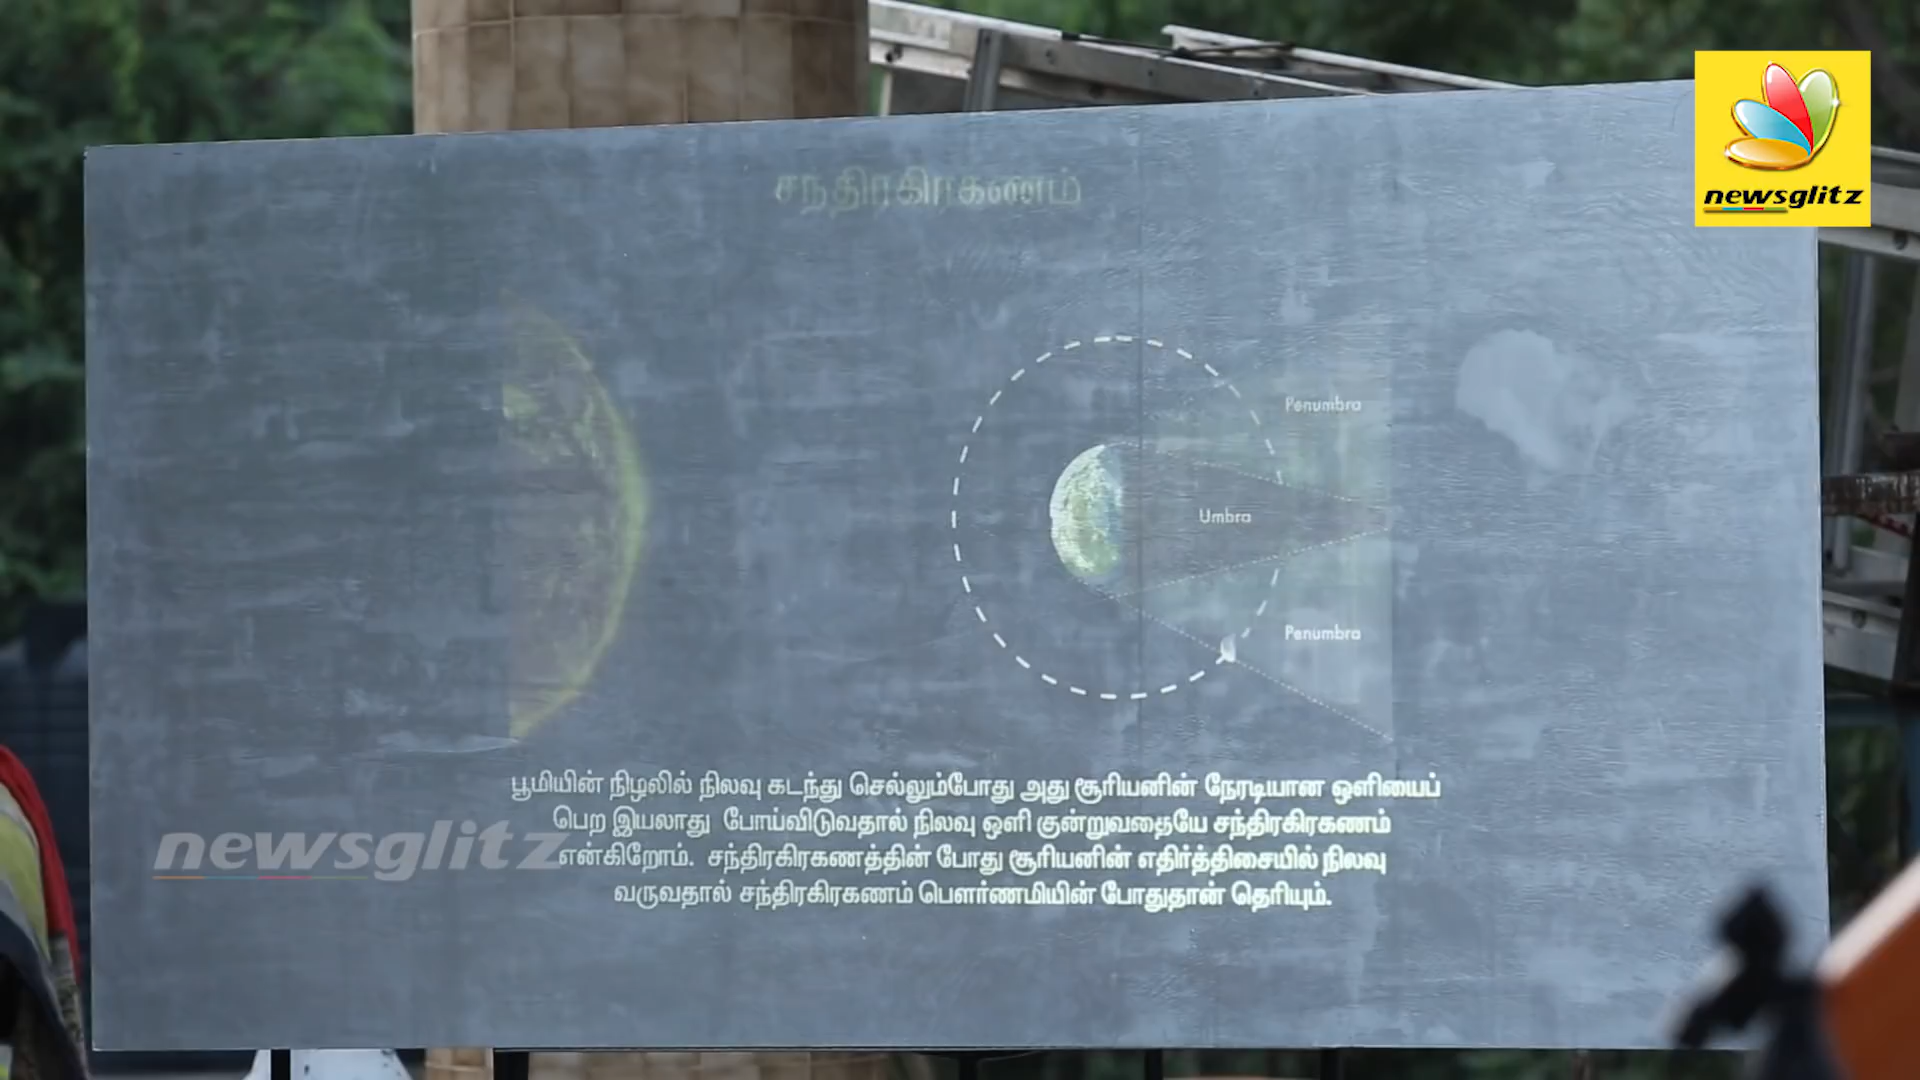 newsglitz
சந்திரகிரகணம்
Penumbra
Umbra
Penumbra
பூமியின் நிழலில் நிலவு கடந்து செல்லும்போது அது சூரியனின் நேரடியான ஒளியைப்
பெற இயலாது போய்விடுவதால் நிலவு ஒளி குன்றுவதையே சந்திரகிரகணம்
newsglitz
என்கிறோம். சந்திரகிரகணத்தின் போது சூரியனின் எதிர்த்திசையில் நிலவு
வருவதால் சந்திரகிரகணம் பௌர்ணமியின் போதுதான் தெரியும்.